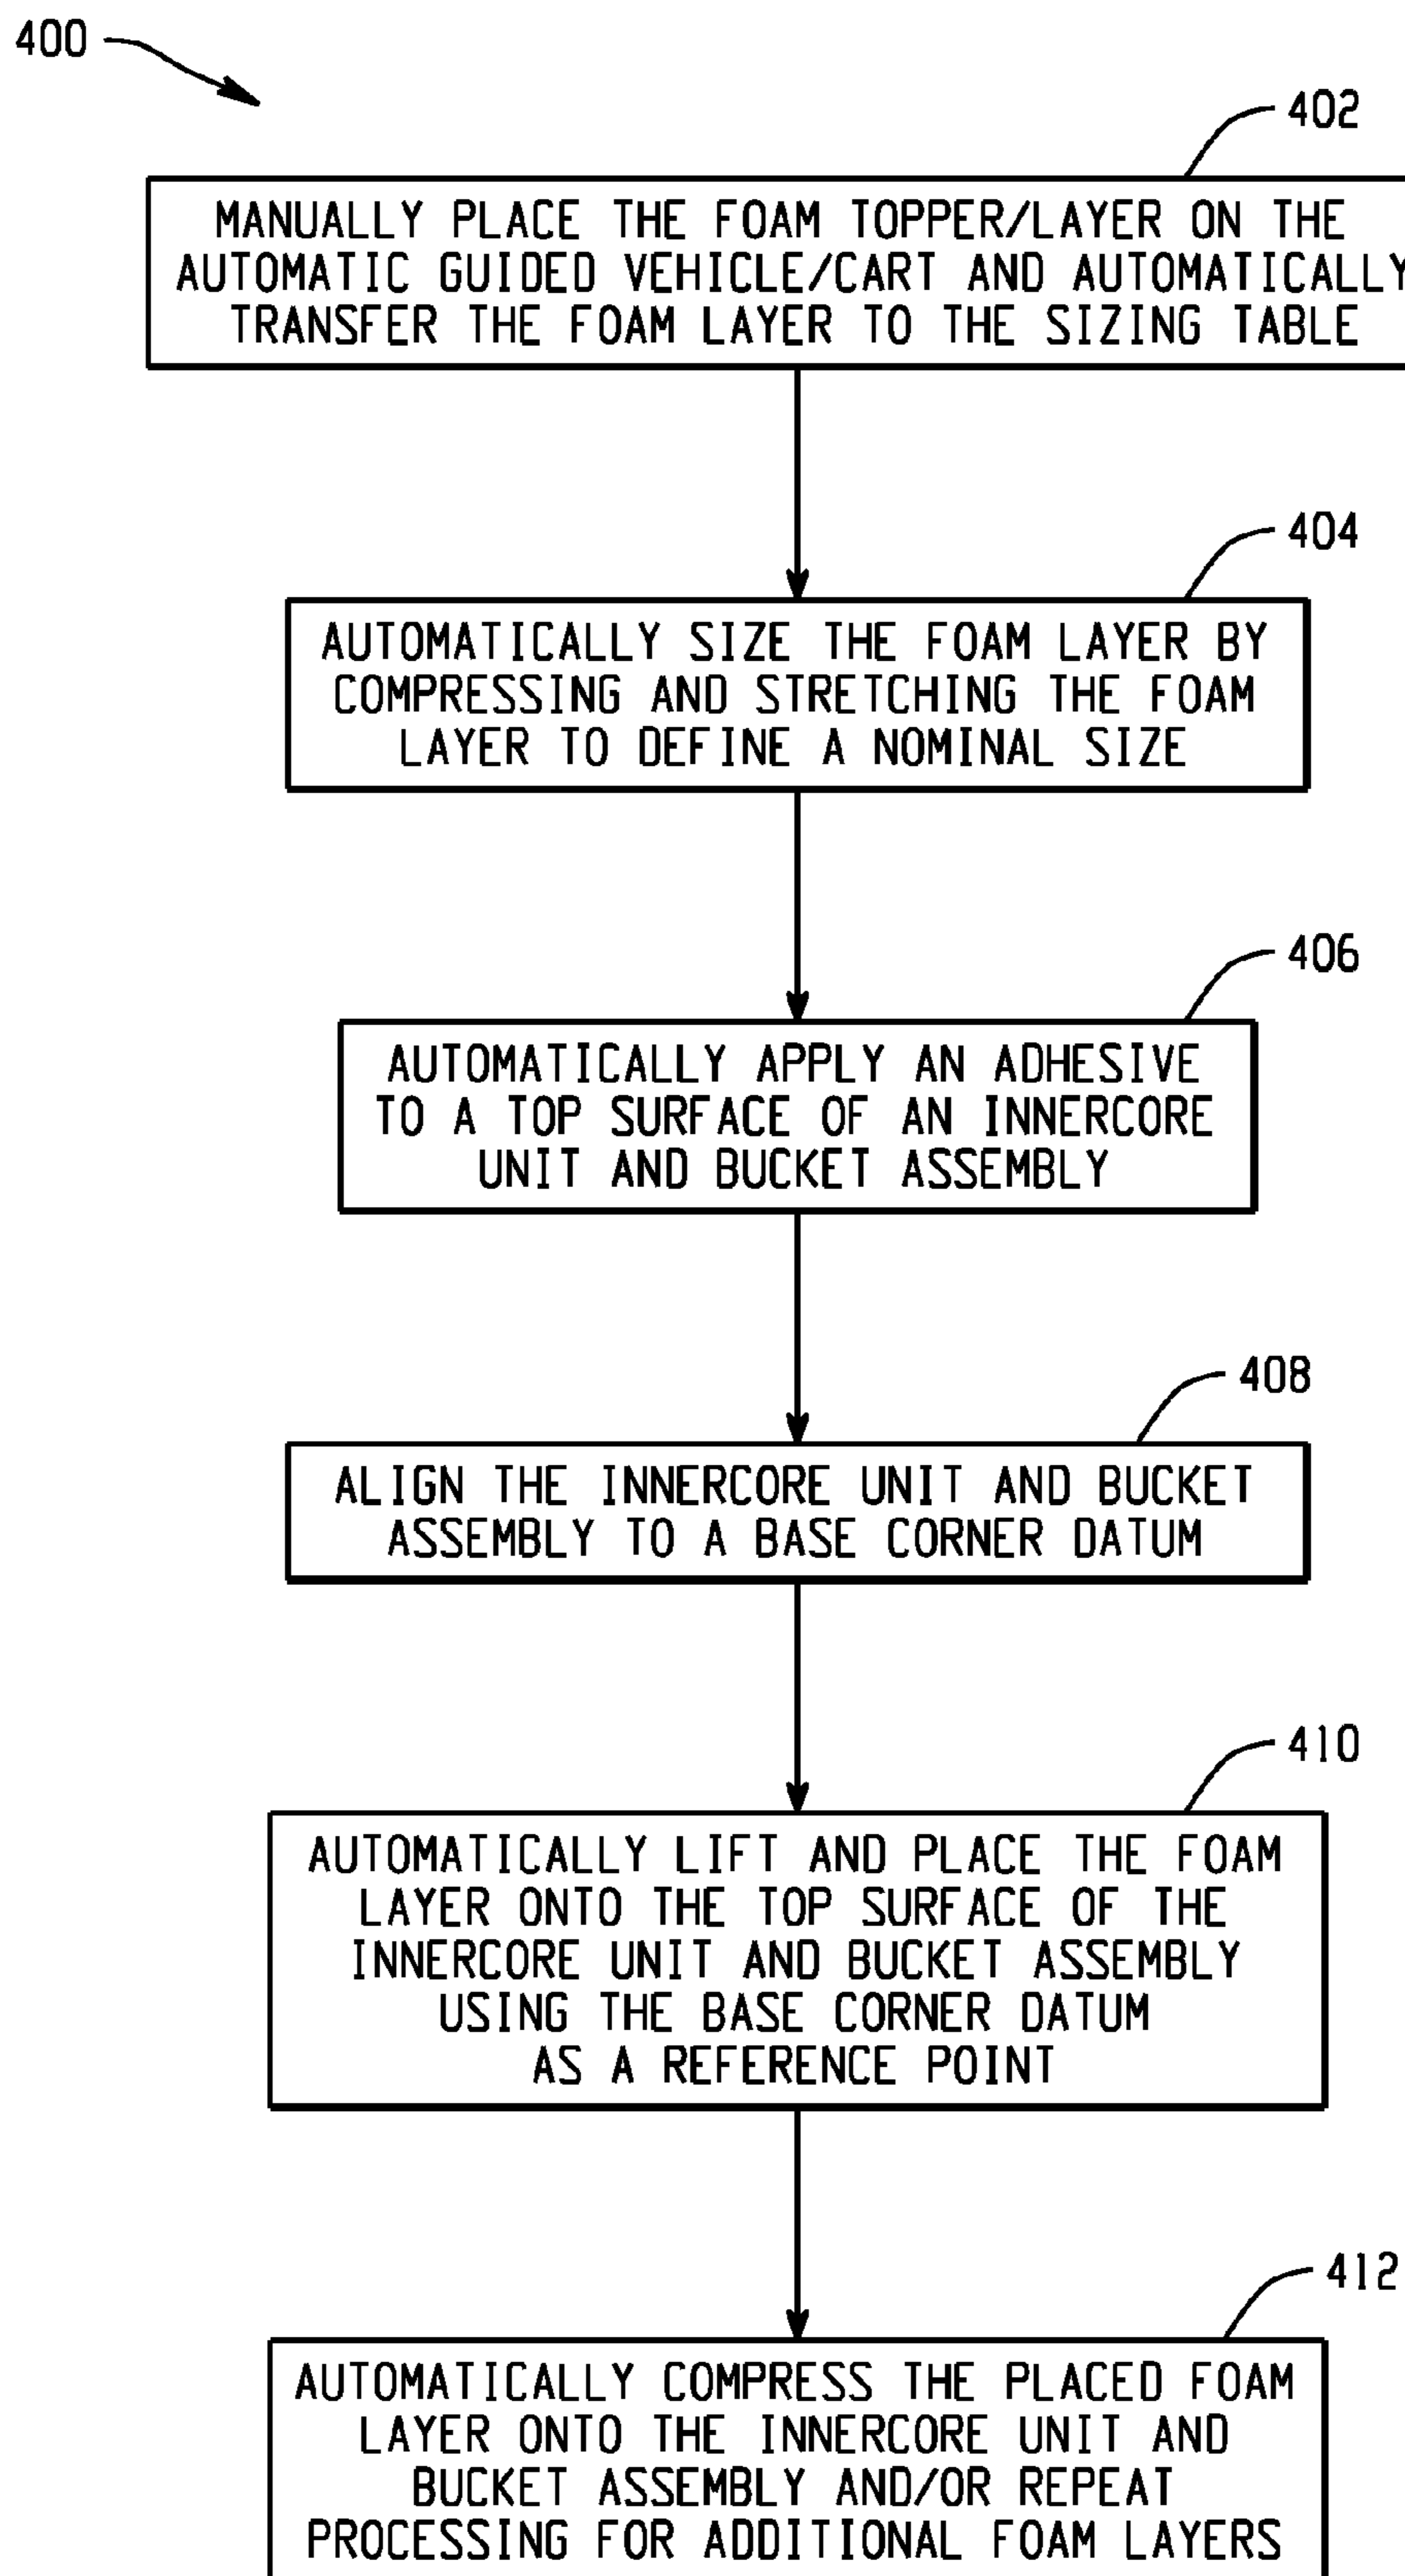 400
402
MANUALLY PLACE THE FOAM TOPPER/LAYER ON THE
AUTOMATIC GUIDED VEHICLE/CART AND AUTOMATICALLY
TRANSFER THE FOAM LAYER TO THE SIZING TABLE
404
AUTOMATICALLY SIZE THE FOAM LAYER BY
COMPRESSING AND STRETCHING THE FOAM
LAYER TO DEFINE A NOMINAL SIZE
406
AUTOMATICALLY APPLY AN ADHESIVE
TO A TOP SURFACE OF AN INNERCORE
UNIT AND BUCKET ASSEMBLY
408
ALIGN THE INNERCORE UNIT AND BUCKET
ASSEMBLY TO A BASE CORNER DATUM
410
AUTOMATICALLY LIFT AND PLACE THE FOAM
LAYER ONTO THE TOP SURFACE OF THE
INNERCORE UNIT AND BUCKET ASSEMBLY
USING THE BASE CORNER DATUM
AS A REFERENCE POINT
412
AUTOMATICALLY COMPRESS THE PLACED FOAM
LAYER ONTO THE INNERCORE UNIT AND
BUCKET ASSEMBLY AND/OR REPEAT
PROCESSING FOR ADDITIONAL FOAM LAYERS